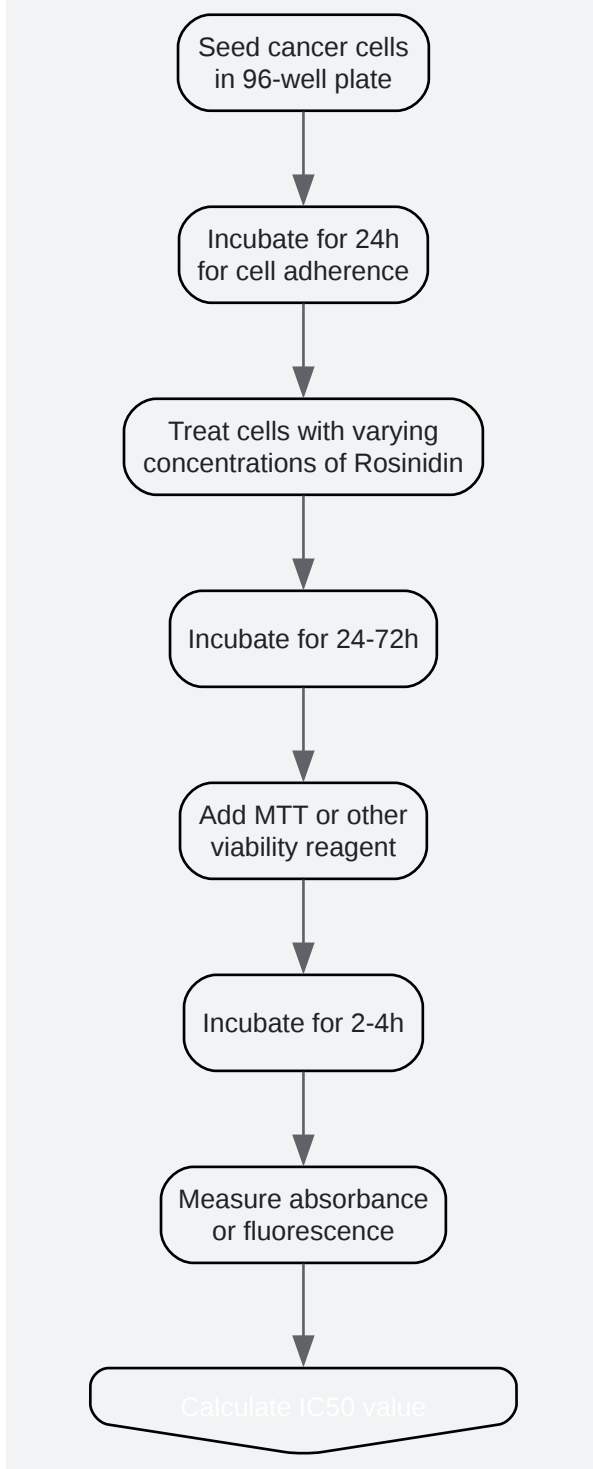 Seed cancer cells
in 96-well plate
Incubate for 24h
for cell adherence
Treat cells with varying
concentrations of Rosinidin
Incubate for 24-72h
Add MTT or other
viability reagent
Incubate for 2-4h
Measure absorbance
or fluorescence
Calculate IC50 value